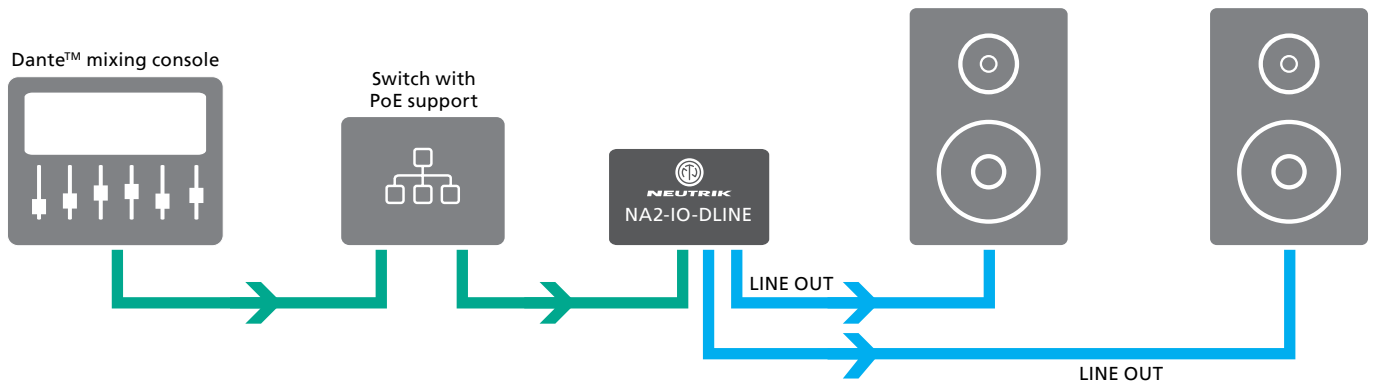 Dante™ mixing console
Switch with
PoE support
NEUTRIK
NA2-IO-DLINE
LINE OUT
LINE OUT